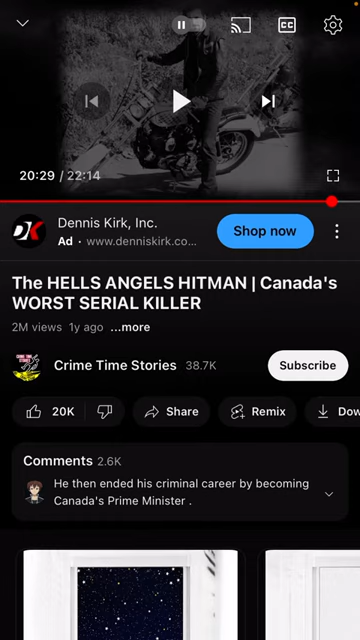 20:29 / 22:14
Dennis Kirk, Inc.
Ad · www.denniskirk.co...
Shop now
The HELLS ANGELS HITMAN | Canada's
WORST SERIAL KILLER
2M views 1y ago ...more
Crime Time Stories 38.7K
Subscribe
20K
Share
Remix
Dow
Comments 2.6K
He then ended his criminal career by becoming
Canada's Prime Minister .